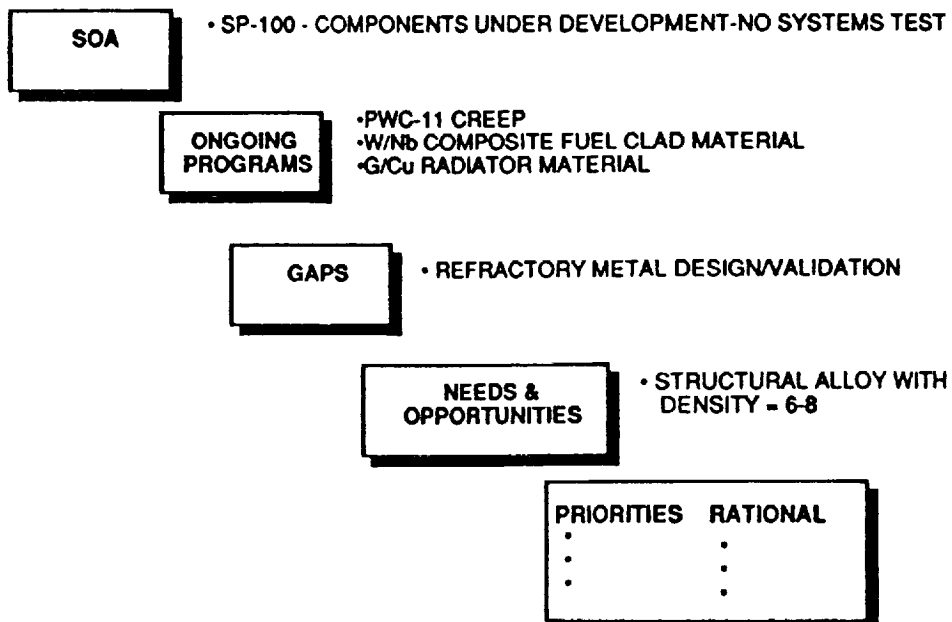 SOA
• SP-100 - COMPONENTS UNDER DEVELOPMENT-NO SYSTEMS TEST
ONGOING
PROGRAMS
•PWC-11 CREEP
•W/Nb COMPOSITE FUEL CLAD MATERIAL
•G/Cu RADIATOR MATERIAL
GAPS
• REFRACTORY METAL DESIGN/VALIDATION
NEEDS &
OPPORTUNITIES
• STRUCTURAL ALLOY WITH
DENSITY = 6-8
PRIORITIES RATIONAL
• •
• •
• •